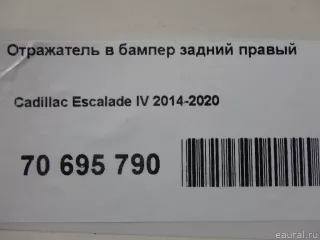 Отражатель в бампер задний правый
Cadillac Escalade IV 2014-2020
70 695 790
eaural.ru